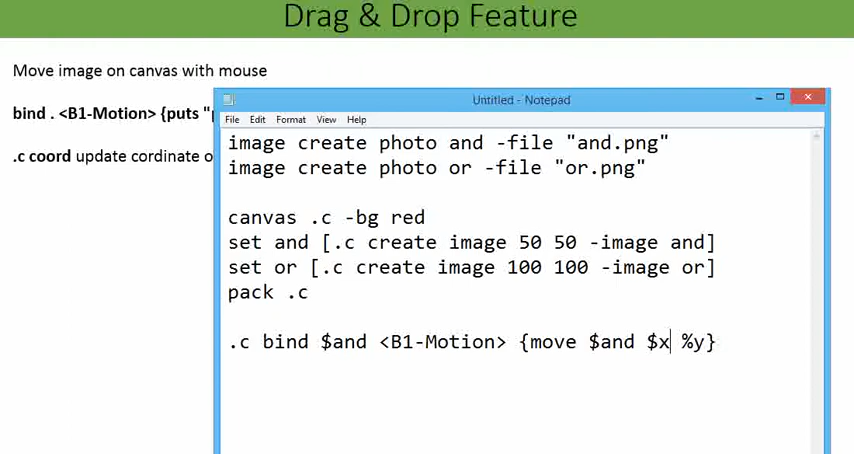 Drag & Drop Feature
Move image on canvas with mouse
bind . <B1-Motion> {puts "
.c coord update cordinate o
Untitled - Notepad
File Edit Format View Help
image create photo and -file "and.png"
image create photo or -file "or.png"
canvas .c -bg red
set and [.c create image 50 50 -image and]
set or [.c create image 100 100 -image or]
pack .c
.c bind $and <B1-Motion> {move $and $x %y}